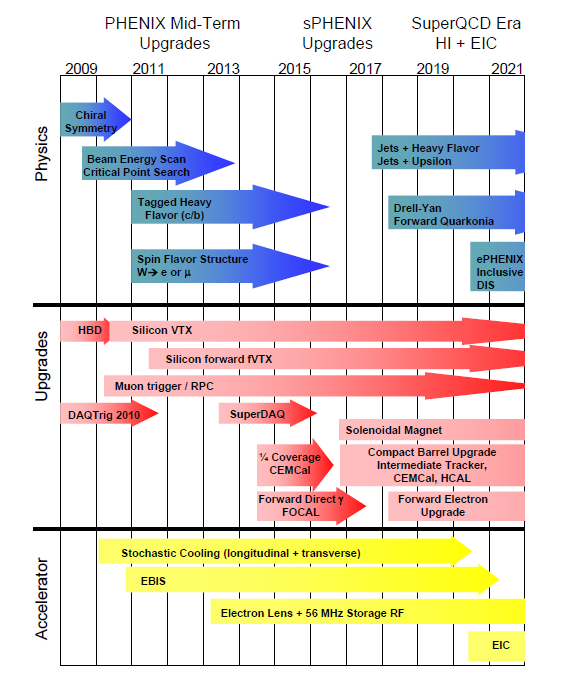 PHENIX Mid-Term
Upgrades
sPHENIX
Upgrades
SuperQCD Era
HI + EIC
2009 2011 2013 2015 2017 2019 2021
Physics
Chiral
Symmetry
Beam Energy Scan
Critical Point Search
Tagged Heavy
Flavor (c/b)
Spin Flavor Structure
W→ e or μ
Jets + Heavy Flavor
Jets + Upsilon
Drell-Yan
Forward Quarkonia
ePHENIX
Inclusive
DIS
Upgrades
HBD
Silicon VTX
Silicon forward fVTX
Muon trigger / RPC
DAQTrig 2010
SuperDAQ
Solenoidal Magnet
¼ Coverage
CEMCal
Compact Barrel Upgrade
Intermediate Tracker,
CEMCal, HCAL
Forward Direct γ
FOCAL
Forward Electron
Upgrade
Accelerator
Stochastic Cooling (longitudinal + transverse)
EBIS
Electron Lens + 56 MHz Storage RF
EIC